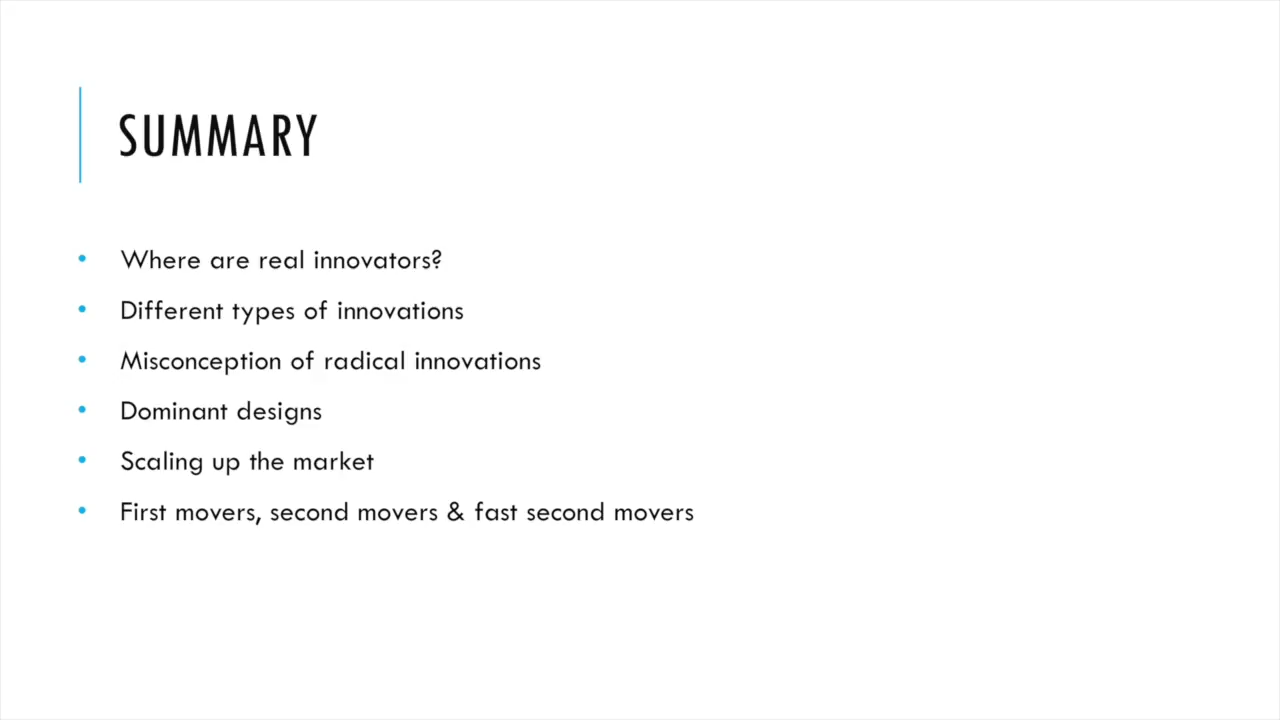 SUMMARY
• Where are real innovators?
• Different types of innovations
• Misconception of radical innovations
• Dominant designs
• Scaling up the market
• First movers, second movers & fast second movers